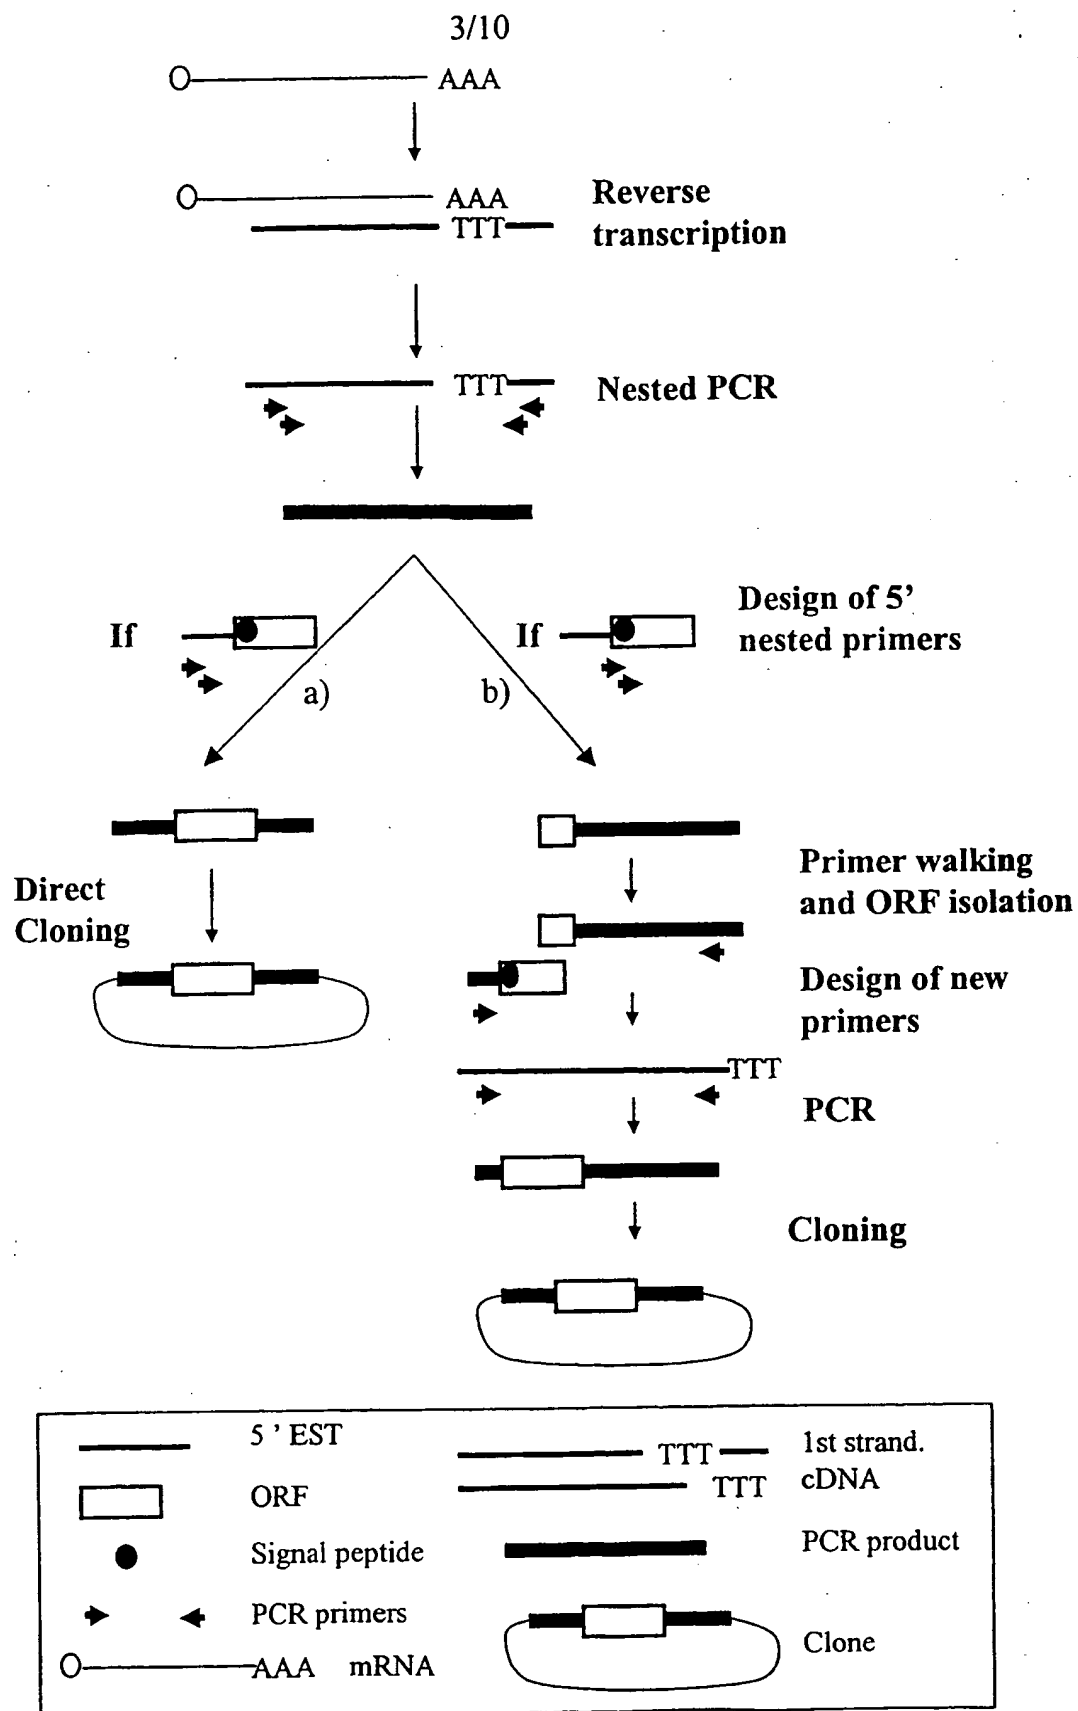 3/10
AAA
AAA
TTT
Reverse
transcription
TTT
Nested PCR
If
a)
If
b)
Design of 5’
nested primers
Direct
Cloning
Primer walking
and ORF isolation
Design of new
primers
TTT
PCR
Cloning
5 ’ EST
ORF
Signal peptide
PCR primers
AAA mRNA
TTT
TTT
1st strand.
cDNA
PCR product
Clone